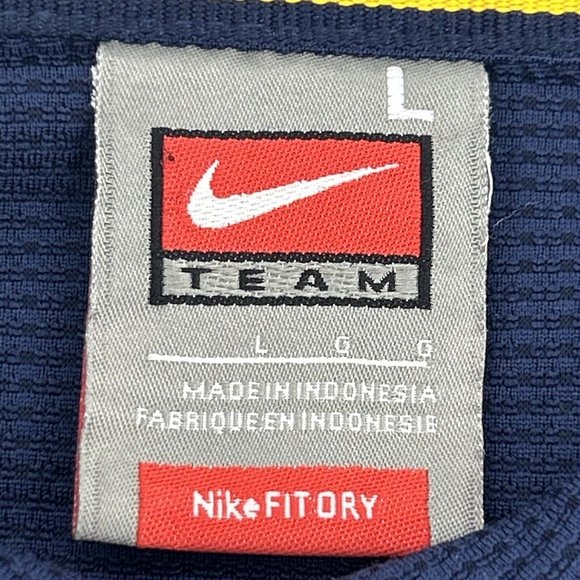 L
TEAM
L G G
MADE IN INDONESIA
FABRIQUE EN INDONESIE
Nike FIT DRY